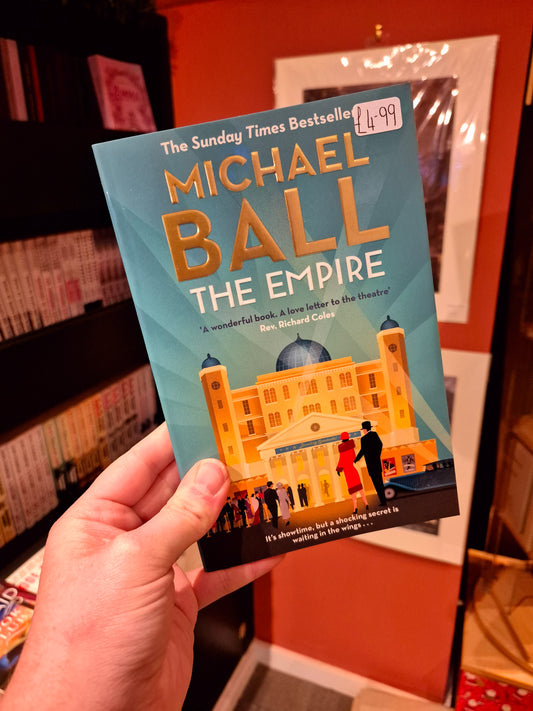 The Sunday Times Bestselle
£4-99
MICHAEL
BALL
THE EMPIRE
'A wonderful book. A love letter to the theatre'
Rev. Richard Coles
It's showtime, but a shocking secret is
waiting in the wings . . .